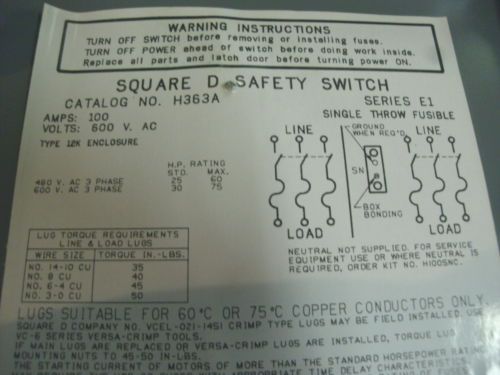 WARNING INSTRUCTIONS
TURN OFF SWITCH before removing or installing fuses.
TURN OFF POWER ahead of switch before doing work inside.
Replace all parts and latch door before turning power ON.
SQUARE D SAFETY SWITCH
CATALOG NO. H363A
SERIES E1
AMPS: 100
SINGLE THROW FUSIBLE
VOLTS: 600 V. AC
TYPE 12K ENCLOSURE
LINE
GROUND
WHEN REQ'D
LINE
SN
H.P. RATING
STD. MAX.
480 V. AC 3 PHASE 25 60
600 V. AC 3 PHASE 30 75
LOAD
BOX
BONDING
LOAD
NEUTRAL NOT SUPPLIED. FOR SERVICE
EQUIPMENT USE OR WHERE NEUTRAL IS
REQUIRED, ORDER KIT NO. H100SNC.
LUG TORQUE REQUIREMENTS
LINE & LOAD LUGS
WIRE SIZE TORQUE IN.-LBS.
NO. 14-10 CU 35
NO. 8 CU 40
NO. 6-4 CU 45
NO. 3-0 CU 50
LUGS SUITABLE FOR 60°C OR 75°C COPPER CONDUCTORS ONLY.
SQUARE D COMPANY NO. VCEL-021-14S1 CRIMP TYPE LUGS MAY BE FIELD INSTALLED. USE
VC-6 SERIES VERSA-CRIMP TOOLS.
IF MAIN LUGS ARE REPLACED OR VERSA-CRIMP LUGS ARE INSTALLED, TORQUE LUG
MOUNTING NUTS TO 45-50 IN-LBS.
THE STARTING CURRENT OF MOTORS OF MORE THAN THE STANDARD HORSEPOWER RATING